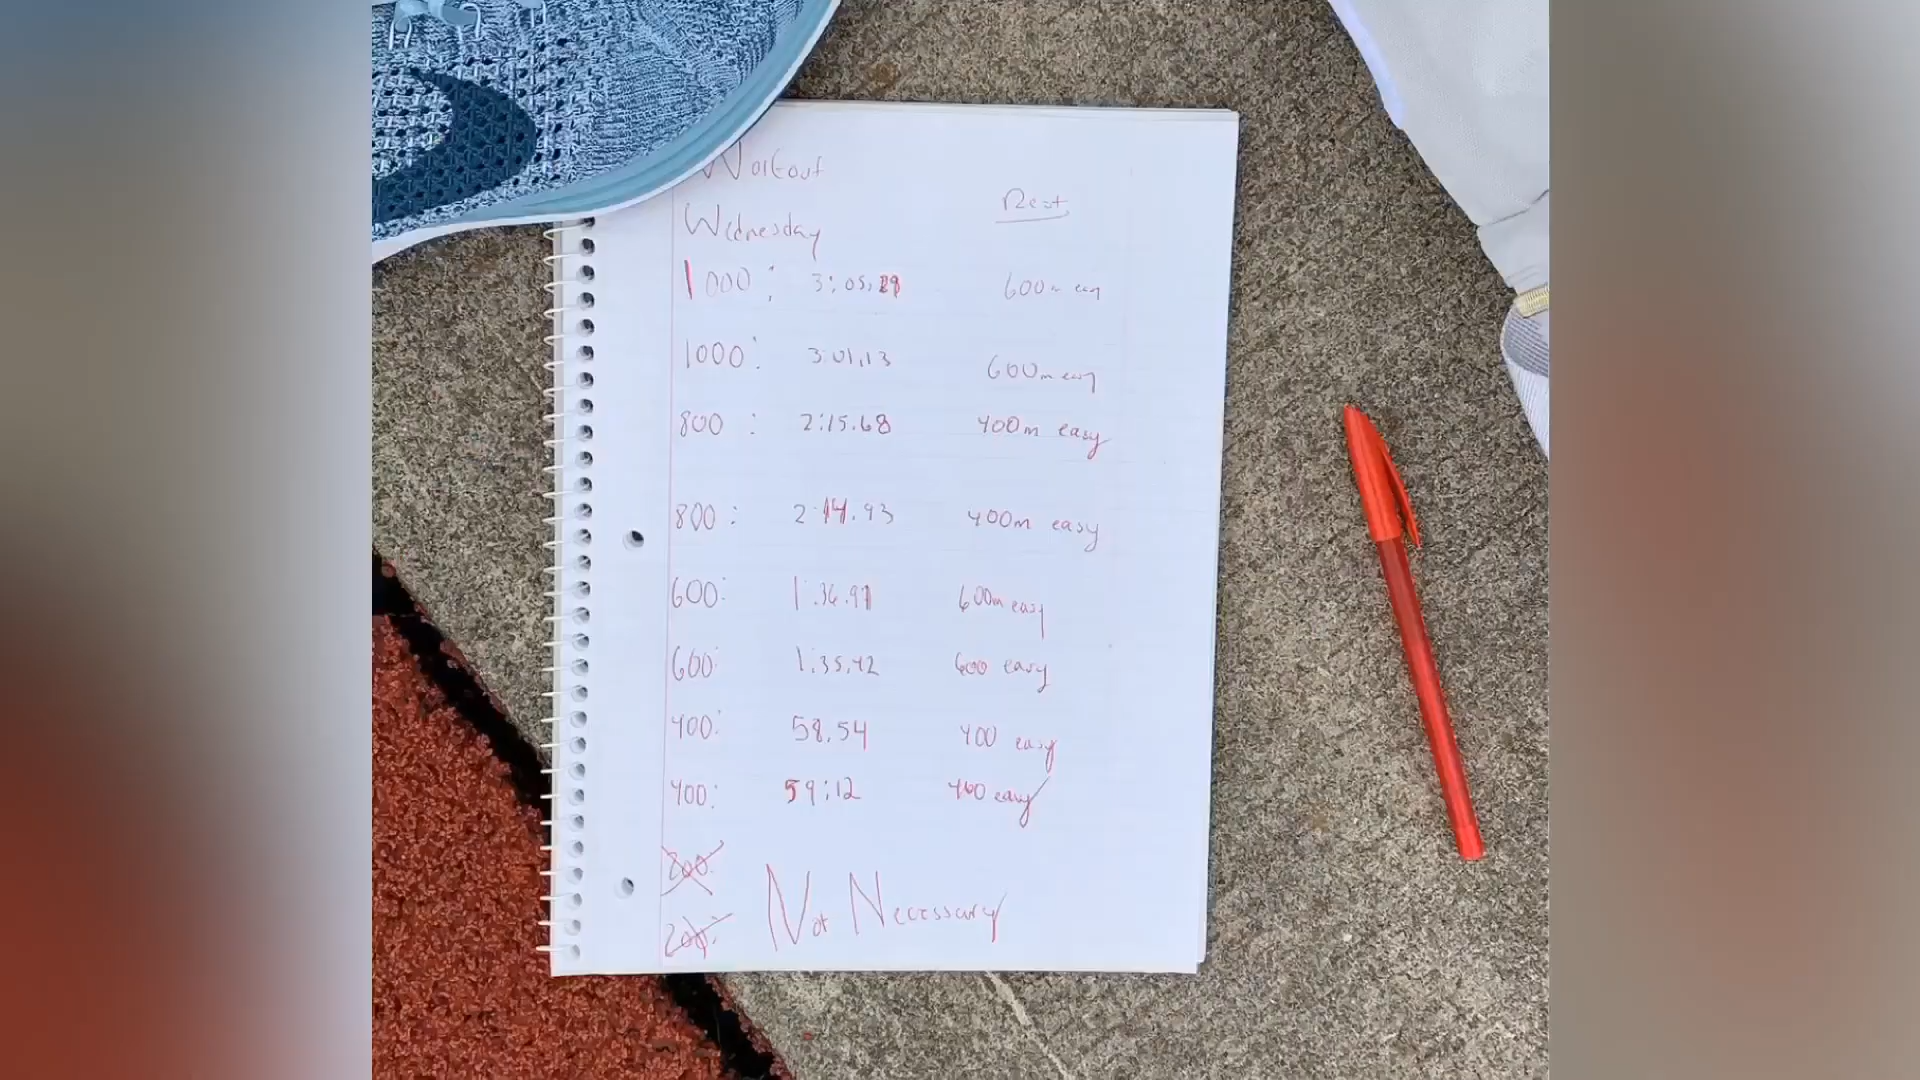 Workout
Wednesday Rest
1000: 3:05.29 600m easy
1000: 3:01.13 600m easy
800: 2:15.68 400m easy
800: 2:14.93 400m easy
600: 1:36.91 600m easy
600: 1:35.42 600 easy
400: 58.54 400 easy
400: 59:12 400 easy
200:
200: Not Necessary